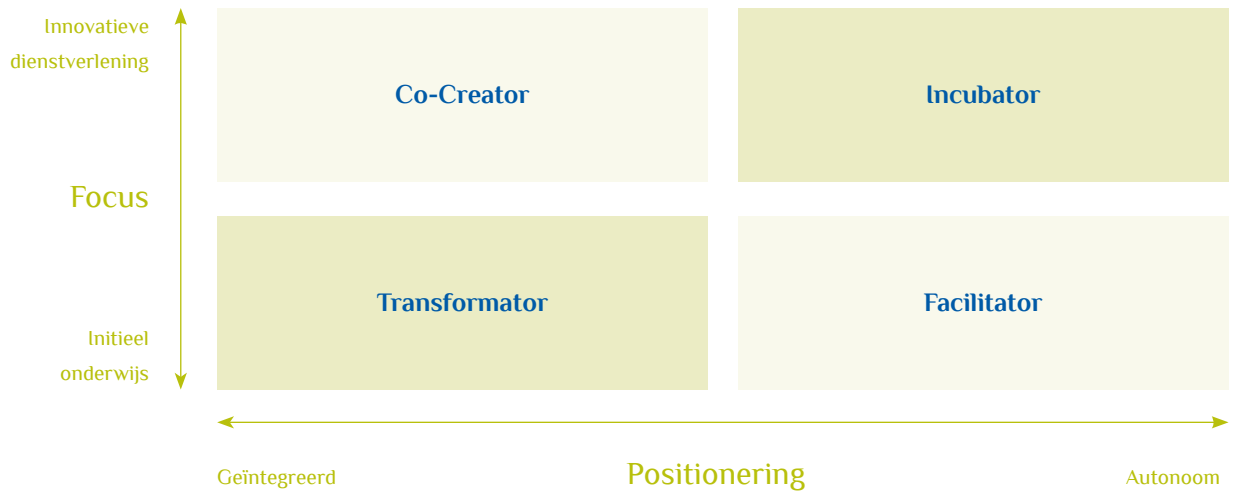 Innovatieve
dienstverlening
Co-Creator
Incubator
Focus
Transformator
Facilitator
Initieel
onderwijs
Geïntegreerd
Positionering
Autonoom